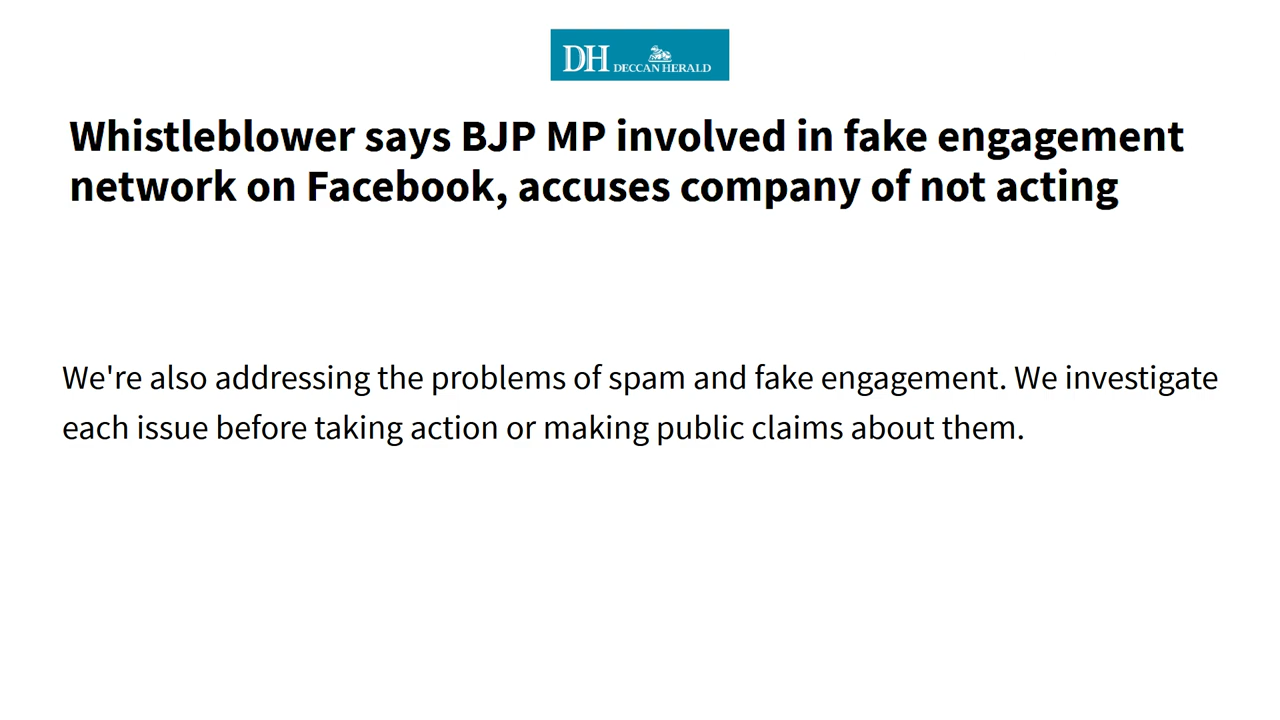 DH DECCAN HERALD
Whistleblower says BJP MP involved in fake engagement
network on Facebook, accuses company of not acting
We're also addressing the problems of spam and fake engagement. We investigate
each issue before taking action or making public claims about them.